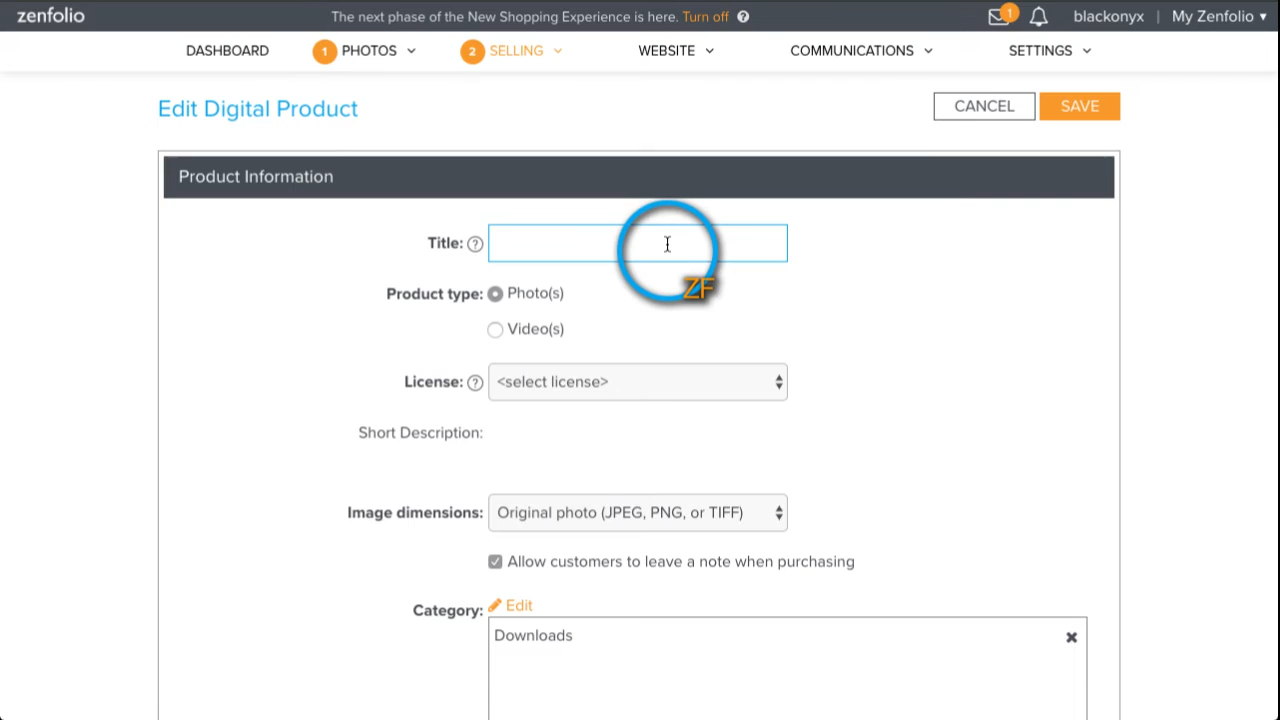 zenfolio
The next phase of the New Shopping Experience is here. Turn off ?
1
blackonyx | My Zenfolio ▾
DASHBOARD
1 PHOTOS
2 SELLING
WEBSITE
COMMUNICATIONS
SETTINGS
Edit Digital Product
CANCEL
SAVE
Product Information
Title: ?
ZF
Product type: Photo(s)
Video(s)
License: ? <select license>
Short Description:
Image dimensions: Original photo (JPEG, PNG, or TIFF)
Allow customers to leave a note when purchasing
Category: Edit
Downloads